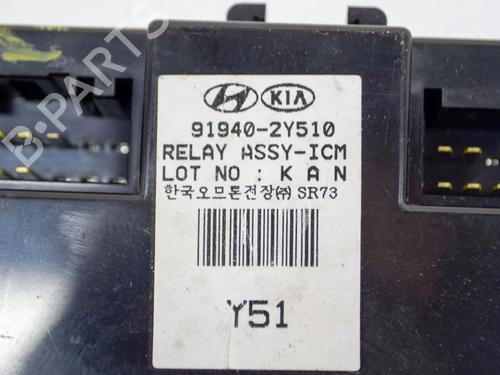 KIA
91940-2Y510
RELAY ASSY-ICM
LOT NO : K A N
한국오므론전장㈜ SR73
Y51
B-Parts